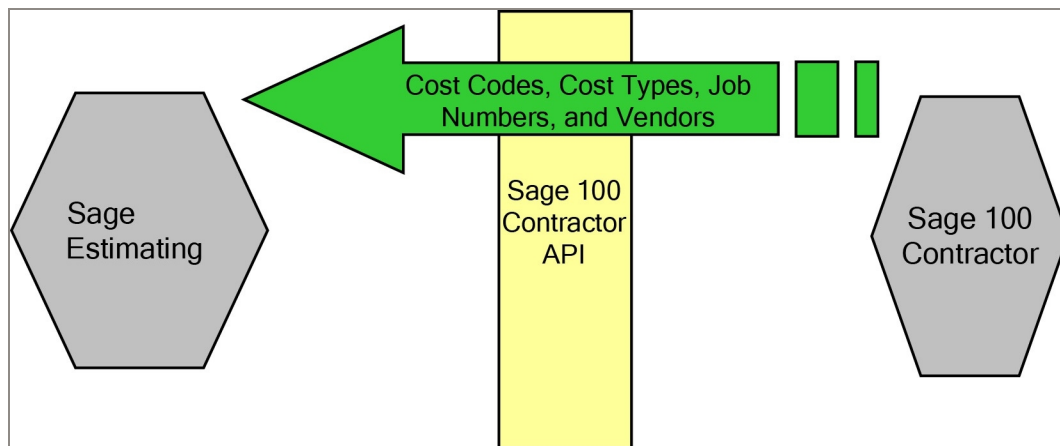 Cost Codes, Cost Types, Job
Numbers, and Vendors
Sage
Estimating
Sage 100
Contractor
API
Sage 100
Contractor